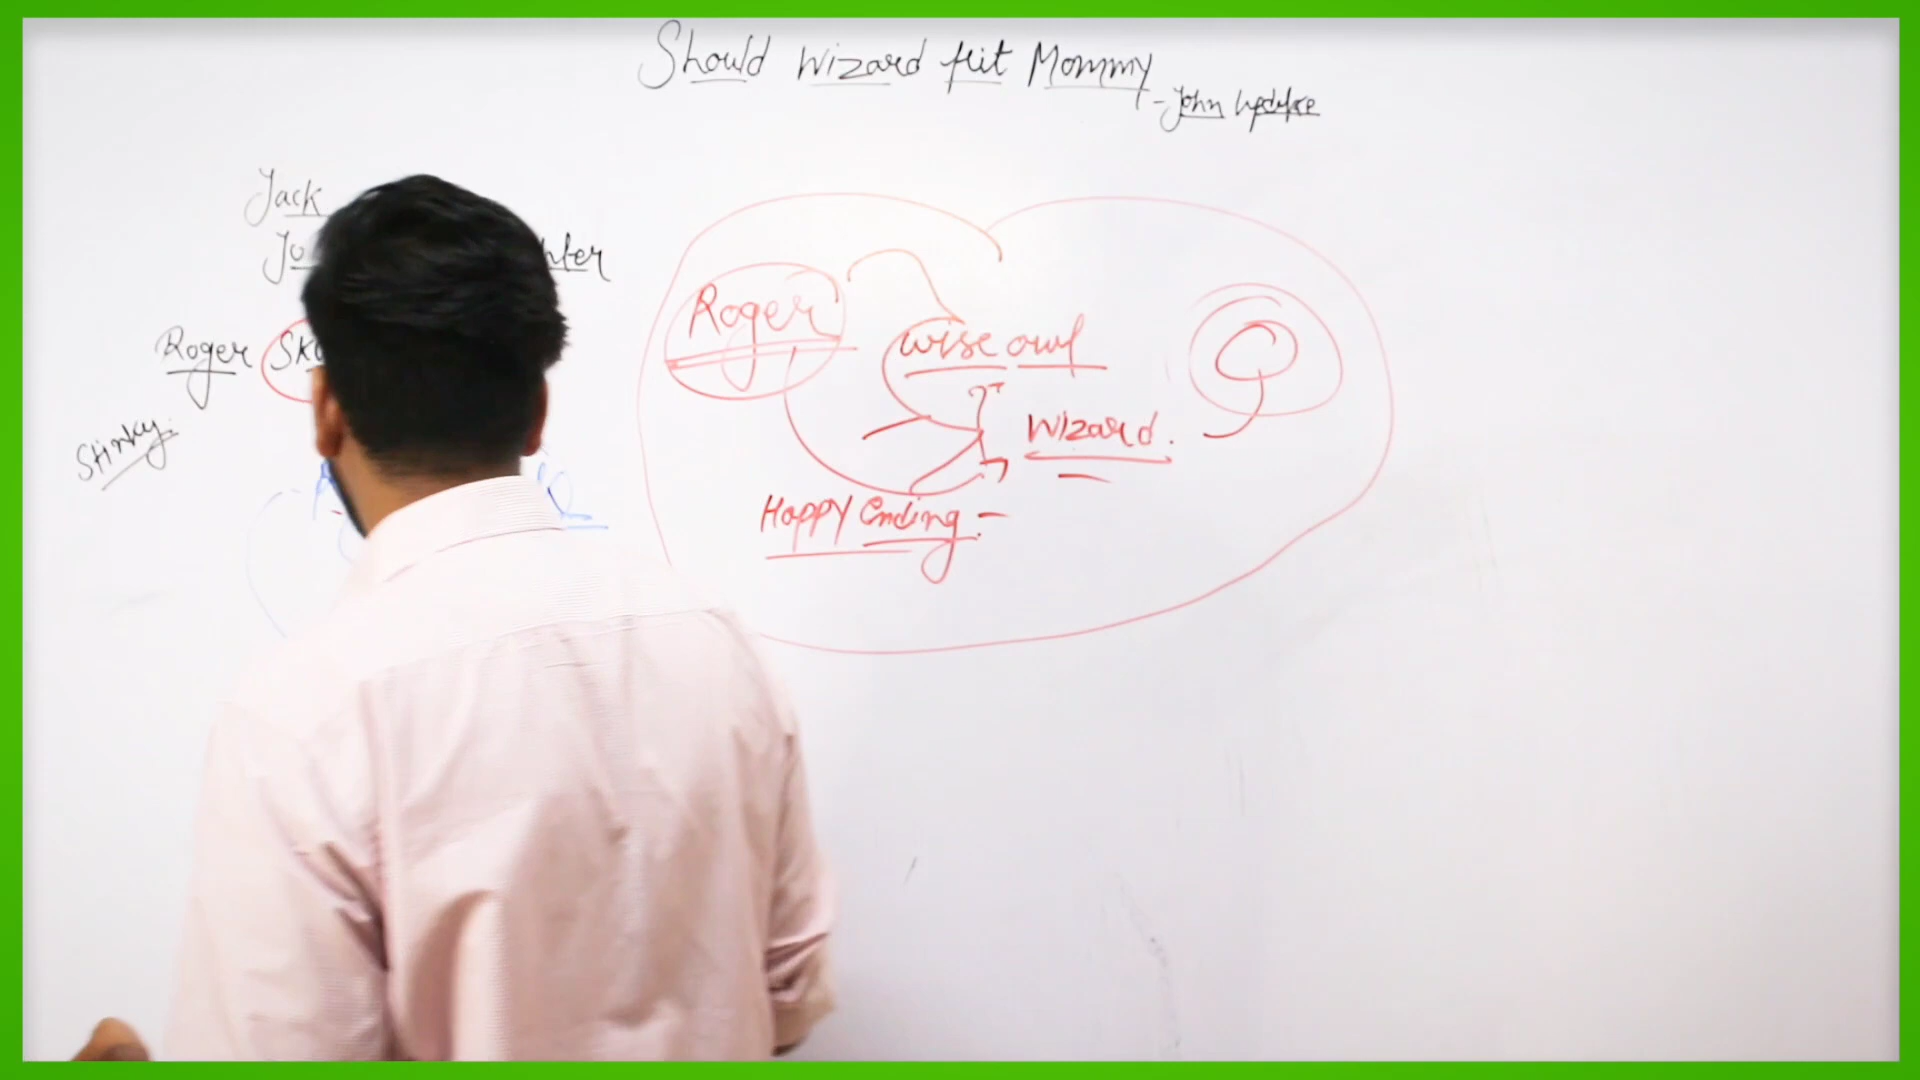 Should Wizard Hit Mommy
- John Updike
Jack
Roger
Stinky.
Roger
wise owl
Wizard.
Happy Ending -